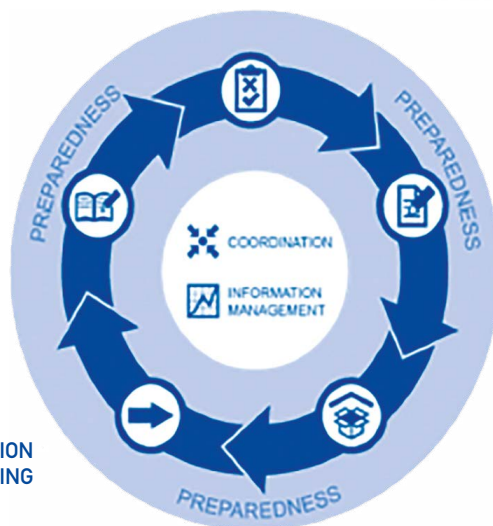 PREPAREDNESS
PREPAREDNESS
COORDINATION
INFORMATION
MANAGEMENT
ION
ING
PREPAREDNESS